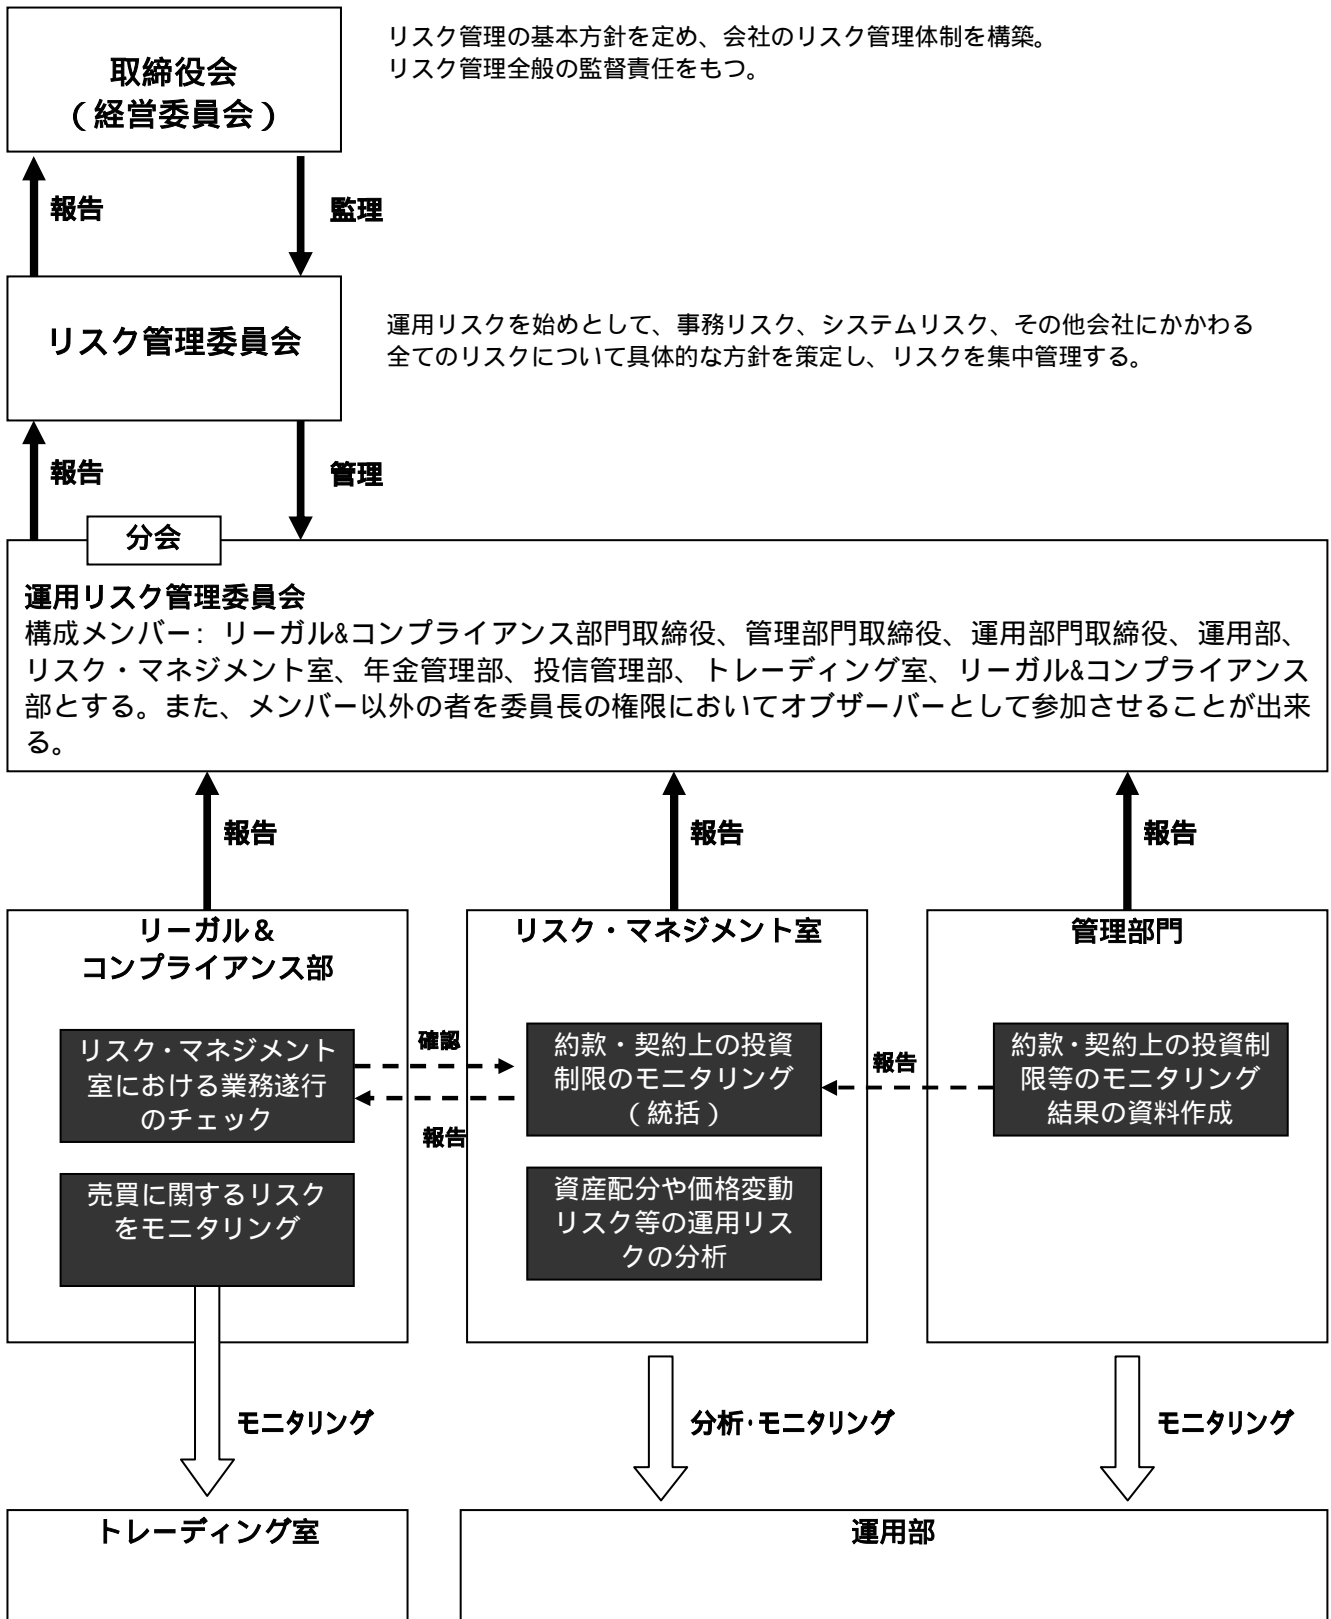 取締役会
（経営委員会）
リスク管理の基本方針を定め、会社のリスク管理体制を構築。
リスク管理全般の監督責任をもつ。
報告
監理
リスク管理委員会
運用リスクを始めとして、事務リスク、システムリスク、その他会社にかかわる
全てのリスクについて具体的な方針を策定し、リスクを集中管理する。
報告
管理
分会
運用リスク管理委員会
構成メンバー：リーガル&コンプライアンス部門取締役、管理部門取締役、運用部門取締役、運用部、
リスク・マネジメント室、年金管理部、投信管理部、トレーディング室、リーガル&コンプライアンス
部とする。また、メンバー以外の者を委員長の権限においてオブザーバーとして参加させることが出来
る。
報告
報告
報告
リーガル＆
コンプライアンス部
リスク・マネジメント
室における業務遂行
のチェック
売買に関するリスク
をモニタリング
確認
報告
リスク・マネジメント室
約款・契約上の投資
制限のモニタリング
（統括）
資産配分や価格変動
リスク等の運用リス
クの分析
報告
管理部門
約款・契約上の投資制
限等のモニタリング
結果の資料作成
モニタリング
分析・モニタリング
モニタリング
トレーディング室
運用部